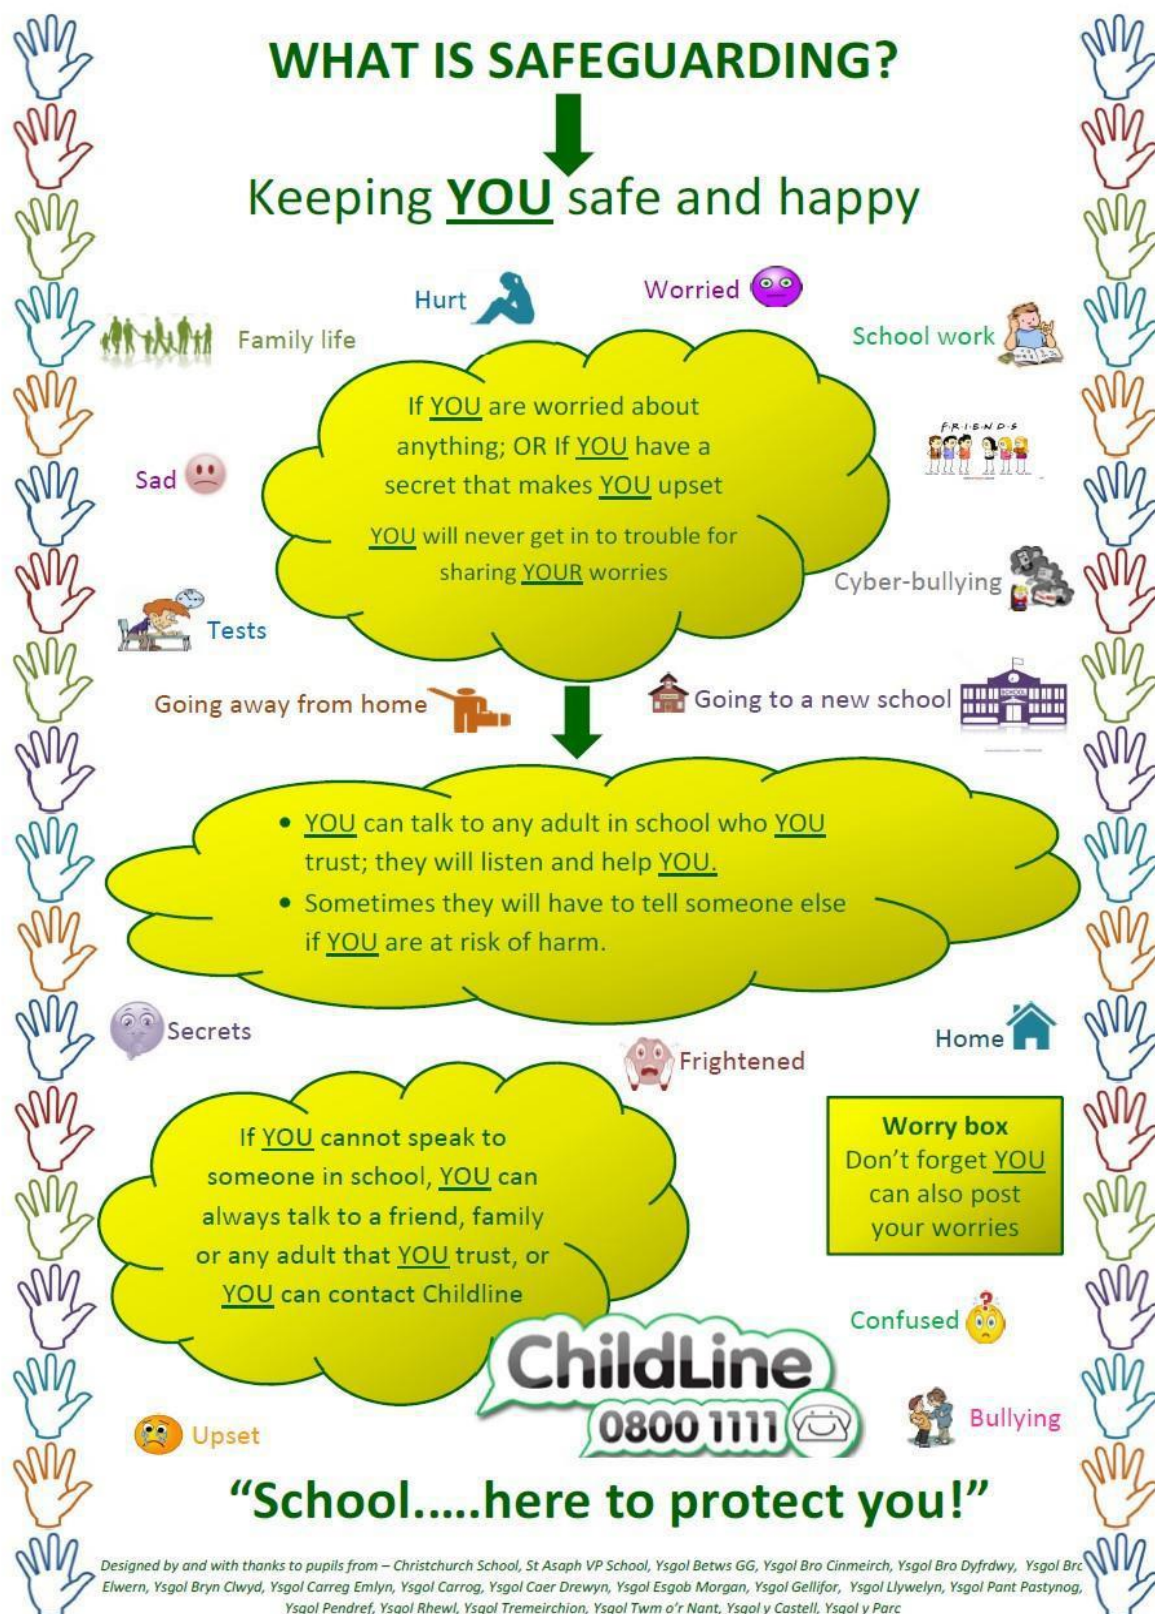 WHAT IS SAFEGUARDING?
Keeping YOU safe and happy
Hurt
Worried
Family life
School work
If YOU are worried about
anything; OR If YOU have a
secret that makes YOU upset
YOU will never get in to trouble for
sharing YOUR worries
F·R·I·E·N·D·S
Sad
Cyber-bullying
Tests
Going away from home
Going to a new school
SCHOOL
• YOU can talk to any adult in school who YOU
trust; they will listen and help YOU.
• Sometimes they will have to tell someone else
if YOU are at risk of harm.
Secrets
Frightened
Home
If YOU cannot speak to
someone in school, YOU can
always talk to a friend, family
or any adult that YOU trust, or
YOU can contact Childline
Worry box
Don't forget YOU
can also post
your worries
Confused
ChildLine
0800 1111
Upset
Bullying
“School.....here to protect you!”
Designed by and with thanks to pupils from – Christchurch School, St Asaph VP School, Ysgol Betws GG, Ysgol Bro Cinmeirch, Ysgol Bro Dyfrdwy, Ysgol Bro
Elwern, Ysgol Bryn Clwyd, Ysgol Carreg Emlyn, Ysgol Carrog, Ysgol Caer Drewyn, Ysgol Esgob Morgan, Ysgol Gellifor, Ysgol Llywelyn, Ysgol Pant Pastynog,
Ysgol Pendref, Ysgol Rhewl, Ysgol Tremeirchion, Ysgol Twm o'r Nant, Ysgol y Castell, Ysgol y Parc